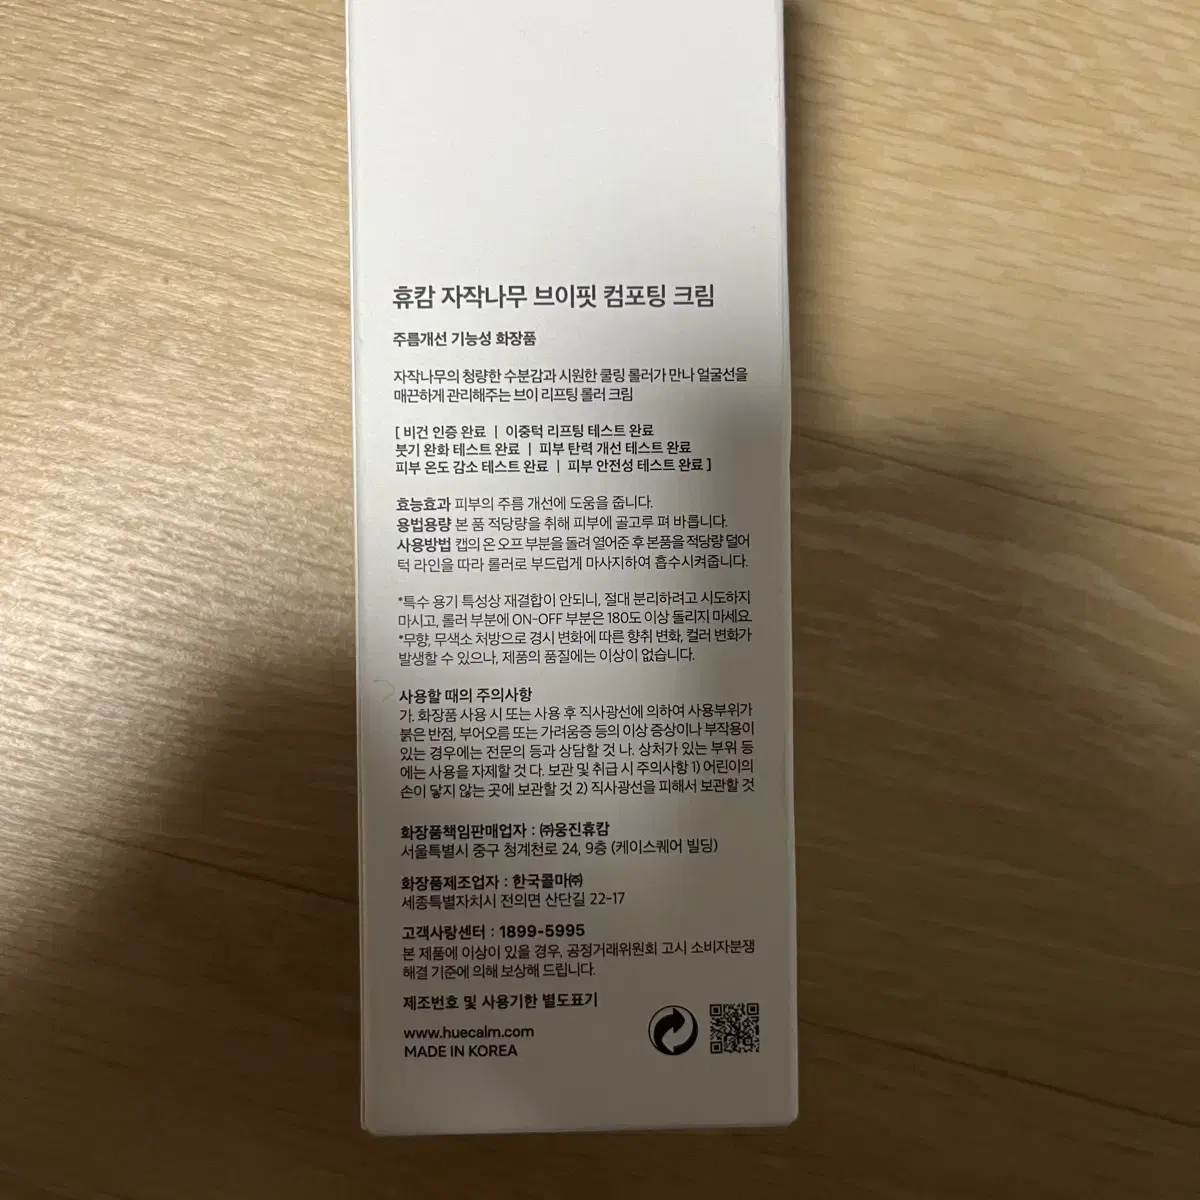 휴캄 자작나무 브이핏 컴포팅 크림
주름개선 기능성 화장품
자작나무의 청량한 수분감과 시원한 쿨링 롤러가 만나 얼굴선을
매끈하게 관리해주는 브이 리프팅 롤러 크림
[ 비건 인증 완료 | 이중턱 리프팅 테스트 완료
붓기 완화 테스트 완료 | 피부 탄력 개선 테스트 완료
피부 온도 감소 테스트 완료 | 피부 안전성 테스트 완료 ]
효능효과 피부의 주름 개선에 도움을 줍니다.
용법용량 본 품 적당량을 취해 피부에 골고루 펴 바릅니다.
사용방법 캡의 온 오프 부분을 돌려 열어준 후 본품을 적당량 덜어
턱 라인을 따라 롤러로 부드럽게 마사지하여 흡수시켜줍니다.
*특수 용기 특성상 재결합이 안되니, 절대 분리하려고 시도하지
마시고, 롤러 부분에 ON-OFF 부분은 180도 이상 돌리지 마세요.
*무향, 무색소 처방으로 경시 변화에 따른 향취 변화, 컬러 변화가
발생할 수 있으나, 제품의 품질에는 이상이 없습니다.
사용할 때의 주의사항
가. 화장품 사용 시 또는 사용 후 직사광선에 의하여 사용부위가
붉은 반점, 부어오름 또는 가려움증 등의 이상 증상이나 부작용이
있는 경우에는 전문의 등과 상담할 것 나. 상처가 있는 부위 등
에는 사용을 자제할 것 다. 보관 및 취급 시 주의사항 1) 어린이의
손이 닿지 않는 곳에 보관할 것 2) 직사광선을 피해서 보관할 것
화장품책임판매업자 : ㈜웅진휴캄
서울특별시 중구 청계천로 24, 9층 (케이스퀘어 빌딩)
화장품제조업자 : 한국콜마㈜
세종특별자치시 전의면 산단길 22-17
고객사랑센터 : 1899-5995
본 제품에 이상이 있을 경우, 공정거래위원회 고시 소비자분쟁
해결 기준에 의해 보상해 드립니다.
제조번호 및 사용기한 별도표기
www.huecalm.com
MADE IN KOREA